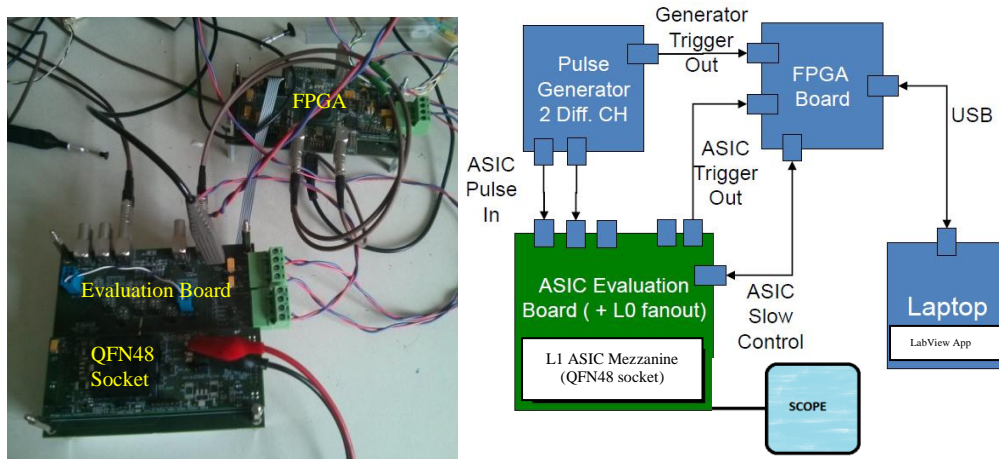 FPGA
Evaluation Board
QFN48
Socket
Generator
Trigger
Out
Pulse
Generator
2 Diff. CH
FPGA
Board
USB
ASIC
Pulse
In
ASIC
Trigger
Out
ASIC Evaluation
Board ( + L0 fanout)
ASIC
Slow
Control
Laptop
LabView App
L1 ASIC Mezzanine
(QFN48 socket)
SCOPE